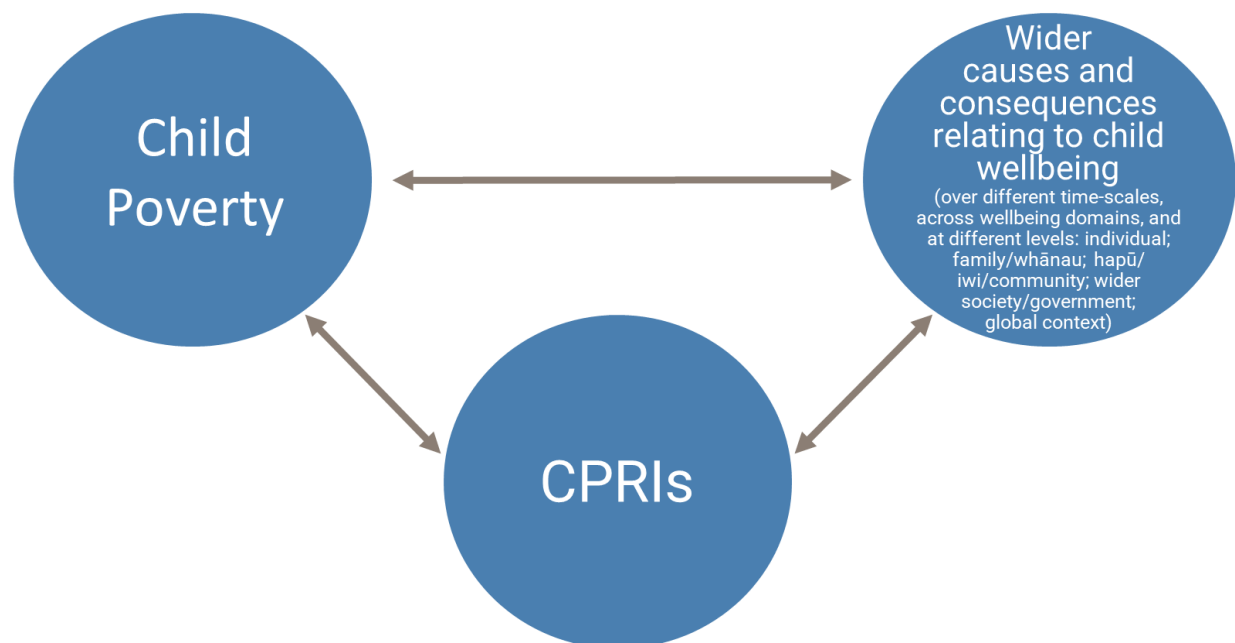 Child
Poverty
Wider
causes and
consequences
relating to child
wellbeing
(over different time-scales,
across wellbeing domains, and
at different levels: individual;
family/whānau; hapū/
iwi/community; wider
society/government;
global context)
CPRIs